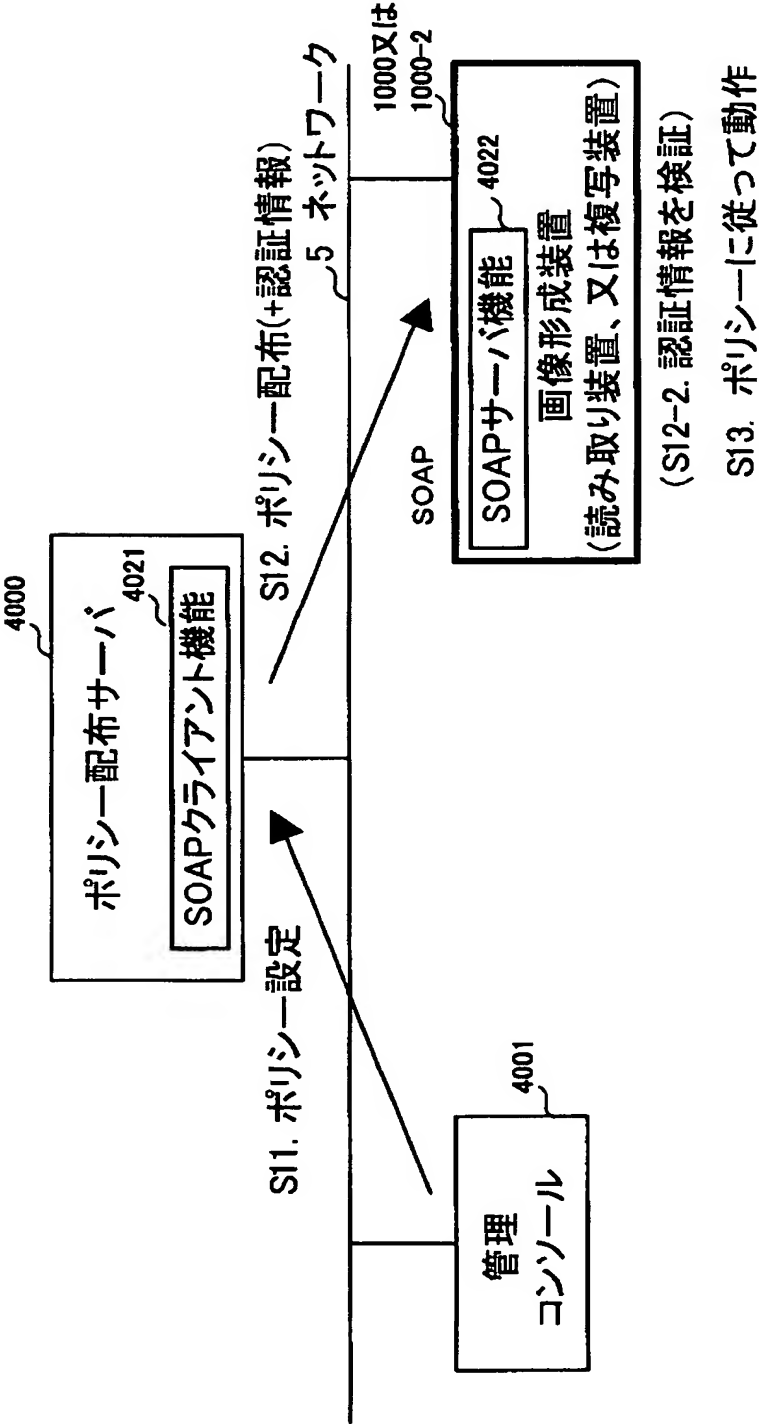 4000
ポリシー配布サーバ
4021
SOAPクライアント機能
S11. ポリシー設定
S12. ポリシー配布(+認証情報)
5 ネットワーク
4001
管理
コンソール
SOAP
1000又は
1000-2
4022
SOAPサーバ機能
画像形成装置
(読み取り装置、又は複写装置)
(S12-2. 認証情報を検証)
S13. ポリシーに従って動作